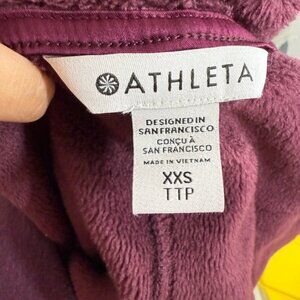 ATHLETA
DESIGNED IN
SAN FRANCISCO
CONÇU À
SAN FRANCISCO
MADE IN VIETNAM
XXS
TTP